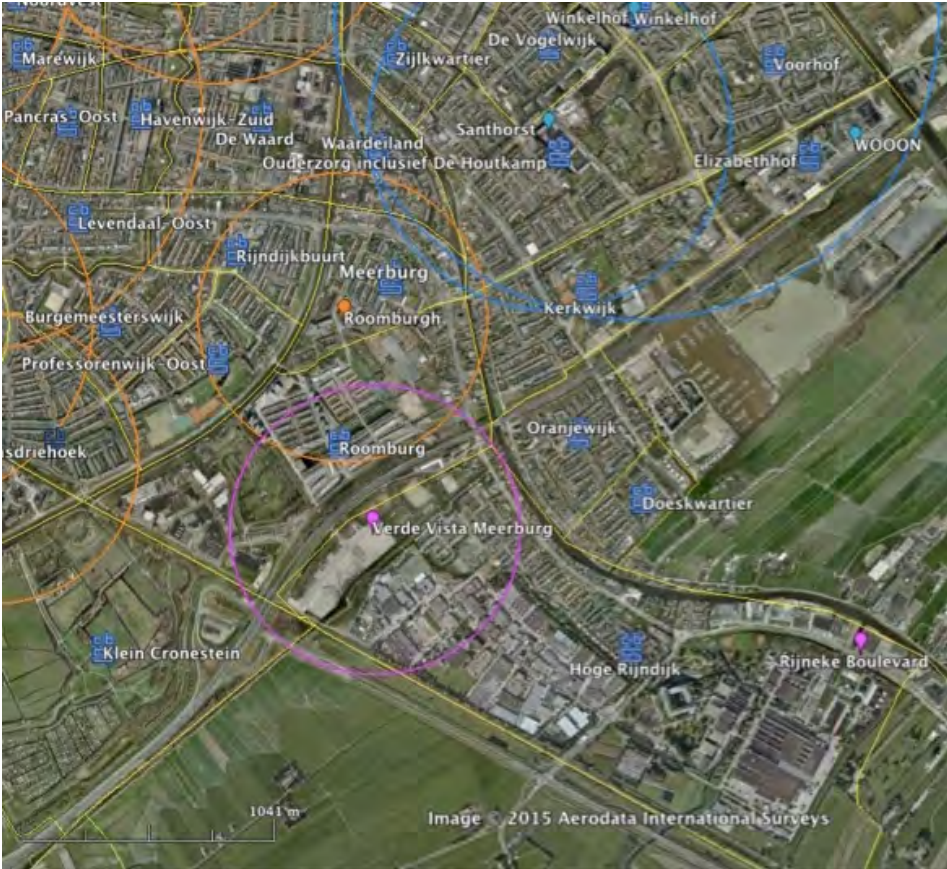 Noordvest
Winkelhof Winkelhof
De Vogelwijk
Marewijk
Zijlkwartier
Voorhof
Pancras-Oost
Havenwijk-Zuid
De Waard
Santhorst
Waardeiland
WOOON
Ouderzorg inclusief De Houtkamp
Elizabethhof
Levendaal-Oost
Rijndijkbuurt
Meerburg
Kerkwijk
Burgemeesterswijk
Roomburgh
Professorenwijk-Oost
Oranjewijk
Roomburg
sdriehoek
Doeskwartier
Verde Vista Meerburg
Klein Cronestein
Hoge Rijndijk
Rijneke Boulevard
1041 m
Image © 2015 Aerodata International Surveys